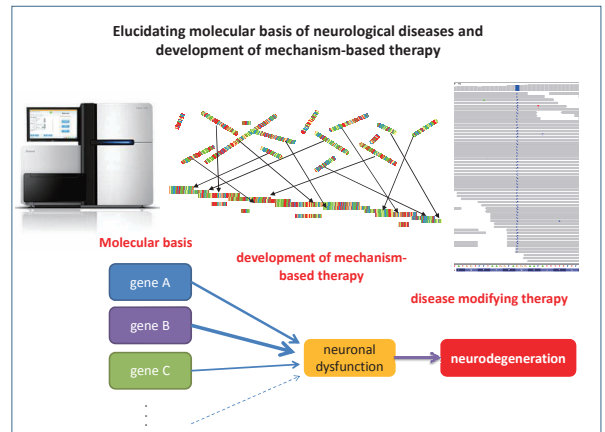 Elucidating molecular basis of neurological diseases and
development of mechanism-based therapy
Molecular basis
development of mechanism-
based therapy
disease modifying therapy
gene A
gene B
gene C
neuronal
dysfunction
neurodegeneration